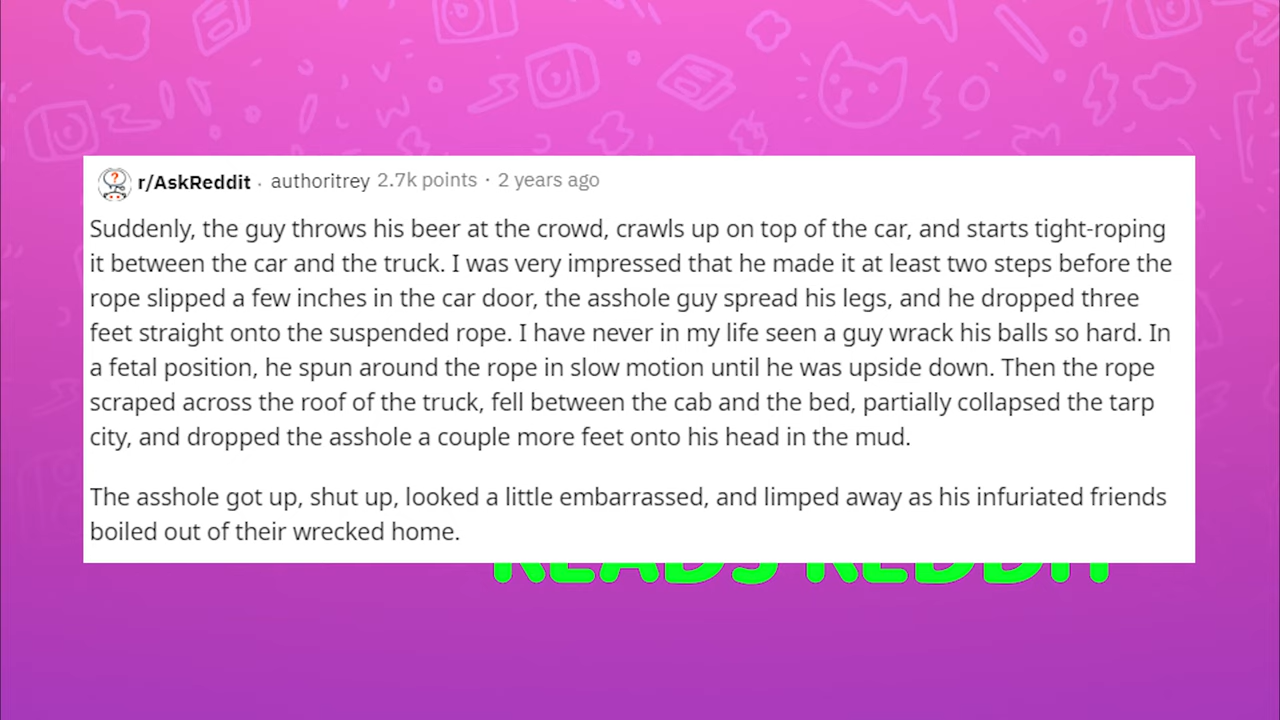 r/AskReddit · authoritrey 2.7k points · 2 years ago
Suddenly, the guy throws his beer at the crowd, crawls up on top of the car, and starts tight-roping
it between the car and the truck. I was very impressed that he made it at least two steps before the
rope slipped a few inches in the car door, the asshole guy spread his legs, and he dropped three
feet straight onto the suspended rope. I have never in my life seen a guy wrack his balls so hard. In
a fetal position, he spun around the rope in slow motion until he was upside down. Then the rope
scraped across the roof of the truck, fell between the cab and the bed, partially collapsed the tarp
city, and dropped the asshole a couple more feet onto his head in the mud.
The asshole got up, shut up, looked a little embarrassed, and limped away as his infuriated friends
boiled out of their wrecked home.
READS REDDIT